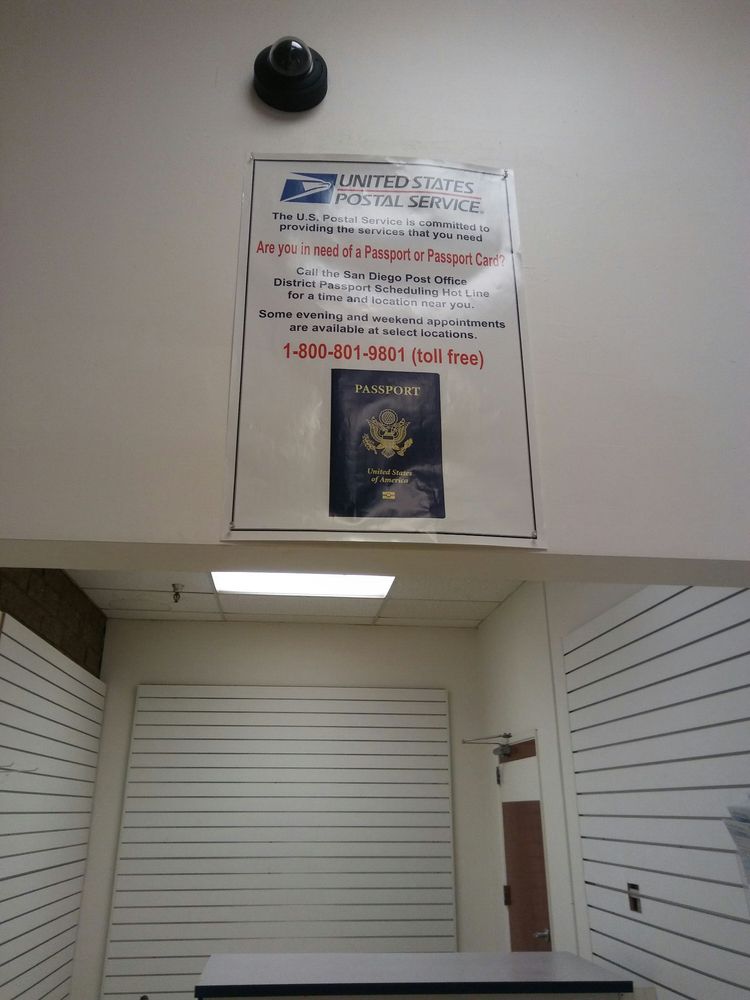 UNITED STATES
POSTAL SERVICE®
The U.S. Postal Service is committed to
providing the services that you need
Are you in need of a Passport or Passport Card?
Call the San Diego Post Office
District Passport Scheduling Hot Line
for a time and location near you.
Some evening and weekend appointments
are available at select locations.
1-800-801-9801 (toll free)
PASSPORT
United States
of America